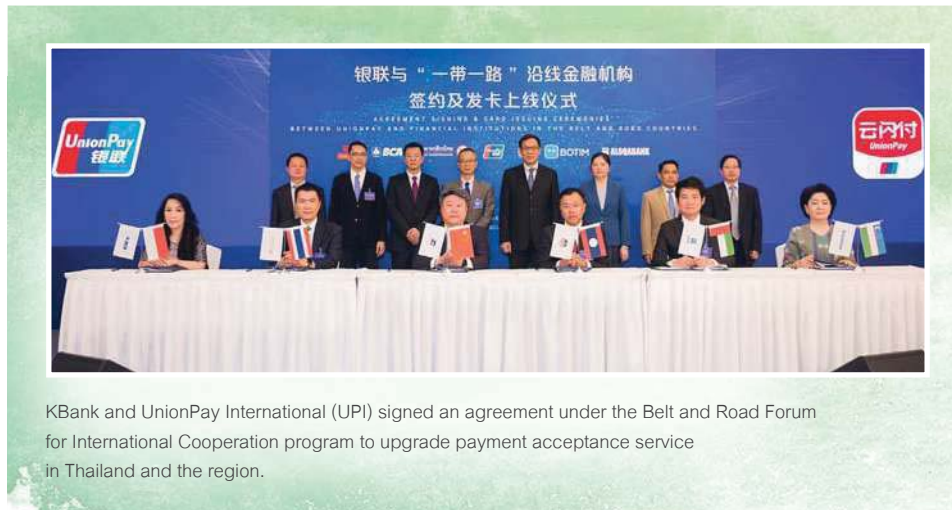 银联与“一带一路”沿线金融机构
签约及发卡上线仪式
AGREEMENT SIGNING & CARD ISSUING CEREMONIES
BETWEEN UNIONPAY AND FINANCIAL INSTITUTIONS IN THE BELT AND ROAD COUNTRIES
UnionPay
银联
云闪付
UnionPay
BCA
BOTIM
ALOQABANK
KBank and UnionPay International (UPI) signed an agreement under the Belt and Road Forum
for International Cooperation program to upgrade payment acceptance service
in Thailand and the region.